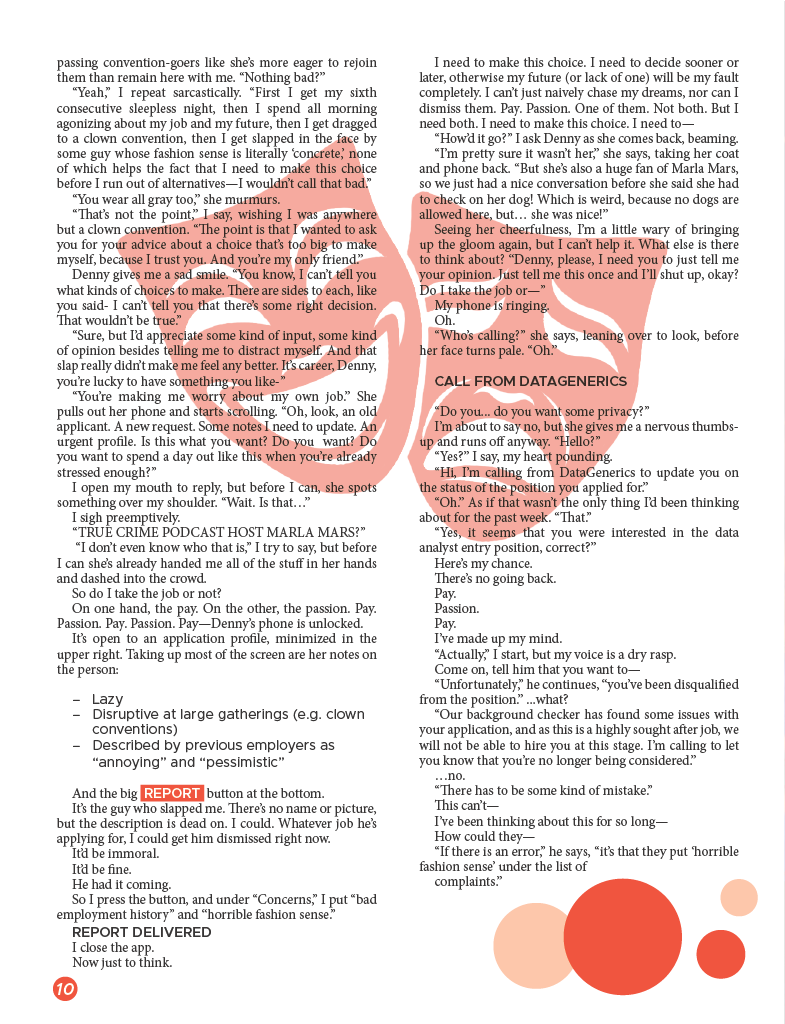 passing convention-goers like she’s more eager to rejoin
them than remain here with me. “Nothing bad?”
“Yeah,” I repeat sarcastically. “First I get my sixth
consecutive sleepless night, then I spend all morning
agonizing about my job and my future, then I get dragged
to a clown convention, then I get slapped in the face by
some guy whose fashion sense is literally ‘concrete,’ none
of which helps the fact that I need to make this choice
before I run out of alternatives—I wouldn’t call that bad.”
“You wear all gray too,” she murmurs.
“That’s not the point,” I say, wishing I was anywhere
but a clown convention. “The point is that I wanted to ask
you for your advice about a choice that’s too big to make
myself, because I trust you. And you’re my only friend.”
Denny gives me a sad smile. “You know, I can’t tell you
what kinds of choices to make. There are sides to each, like
you said- I can’t tell you that there’s some right decision.
That wouldn’t be true.”
“Sure, but I’d appreciate some kind of input, some kind
of opinion besides telling me to distract myself. And that
slap really didn’t make me feel any better. It’s career, Denny,
you’re lucky to have something you like-”
“You’re making me worry about my own job.” She
pulls out her phone and starts scrolling. “Oh, look, an old
applicant. A new request. Some notes I need to update. An
urgent profile. Is this what you want? Do you want? Do
you want to spend a day out like this when you’re already
stressed enough?”
I open my mouth to reply, but before I can, she spots
something over my shoulder. “Wait. Is that…”
I sigh preemptively.
“TRUE CRIME PODCAST HOST MARLA MARS?”
“I don’t even know who that is,” I try to say, but before
I can she’s already handed me all of the stuff in her hands
and dashed into the crowd.
So do I take the job or not?
On one hand, the pay. On the other, the passion. Pay.
Passion. Pay. Passion. Pay—Denny’s phone is unlocked.
It’s open to an application profile, minimized in the
upper right. Taking up most of the screen are her notes on
the person:
– Lazy
– Disruptive at large gatherings (e.g. clown
conventions)
– Described by previous employers as
“annoying” and “pessimistic”
And the big REPORT button at the bottom.
It’s the guy who slapped me. There’s no name or picture,
but the description is dead on. I could. Whatever job he’s
applying for, I could get him dismissed right now.
It’d be immoral.
It’d be fine.
He had it coming.
So I press the button, and under “Concerns,” I put “bad
employment history” and “horrible fashion sense.”
REPORT DELIVERED
I close the app.
Now just to think.
I need to make this choice. I need to decide sooner or
later, otherwise my future (or lack of one) will be my fault
completely. I can’t just naively chase my dreams, nor can I
dismiss them. Pay. Passion. One of them. Not both. But I
need both. I need to make this choice. I need to—
“How’d it go?” I ask Denny as she comes back, beaming.
“I’m pretty sure it wasn’t her,” she says, taking her coat
and phone back. “But she’s also a huge fan of Marla Mars,
so we just had a nice conversation before she said she had
to check on her dog! Which is weird, because no dogs are
allowed here, but… she was nice!”
Seeing her cheerfulness, I’m a little wary of bringing
up the gloom again, but I can’t help it. What else is there
to think about? “Denny, please, I need you to just tell me
your opinion. Just tell me this once and I’ll shut up, okay?
Do I take the job or—”
My phone is ringing.
Oh.
“Who’s calling?” she says, leaning over to look, before
her face turns pale. “Oh.”
CALL FROM DATAGENERICS
“Do you... do you want some privacy?”
I’m about to say no, but she gives me a nervous thumbs-
up and runs off anyway. “Hello?”
“Yes?” I say, my heart pounding.
“Hi, I’m calling from DataGenerics to update you on
the status of the position you applied for.”
“Oh.” As if that wasn’t the only thing I’d been thinking
about for the past week. “That.”
“Yes, it seems that you were interested in the data
analyst entry position, correct?”
Here’s my chance.
There’s no going back.
Pay.
Passion.
Pay.
I’ve made up my mind.
“Actually,” I start, but my voice is a dry rasp.
Come on, tell him that you want to—
“Unfortunately,” he continues, “you’ve been disqualified
from the position.” ...what?
“Our background checker has found some issues with
your application, and as this is a highly sought after job, we
will not be able to hire you at this stage. I’m calling to let
you know that you’re no longer being considered.”
…no.
“There has to be some kind of mistake.”
This can’t—
I’ve been thinking about this for so long—
How could they—
“If there is an error,” he says, “it’s that they put ‘horrible
fashion sense’ under the list of
complaints.”
10